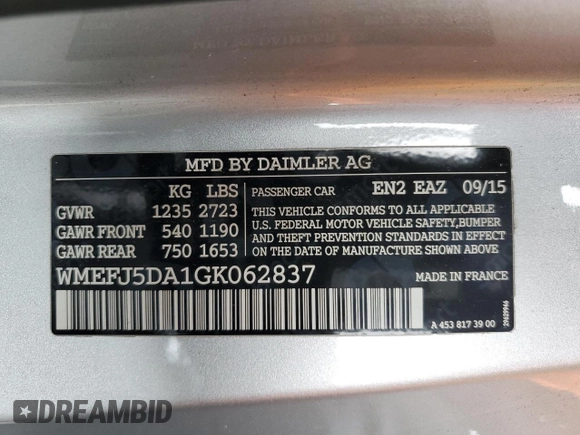 MFD BY DAIMLER AG
KG LBS
GVWR 1235 2723
GAWR FRONT 540 1190
GAWR REAR 750 1653
PASSENGER CAR EN2 EAZ 09/15
THIS VEHICLE CONFORMS TO ALL APPLICABLE
U.S. FEDERAL MOTOR VEHICLE SAFETY,BUMPER
AND THEFT PREVENTION STANDARDS IN EFFECT
ON THE DATE OF MANUFACTURE SHOWN ABOVE.
WMEFJ5DA1GK062837 MADE IN FRANCE
A 453 817 39 00
DREAMBID